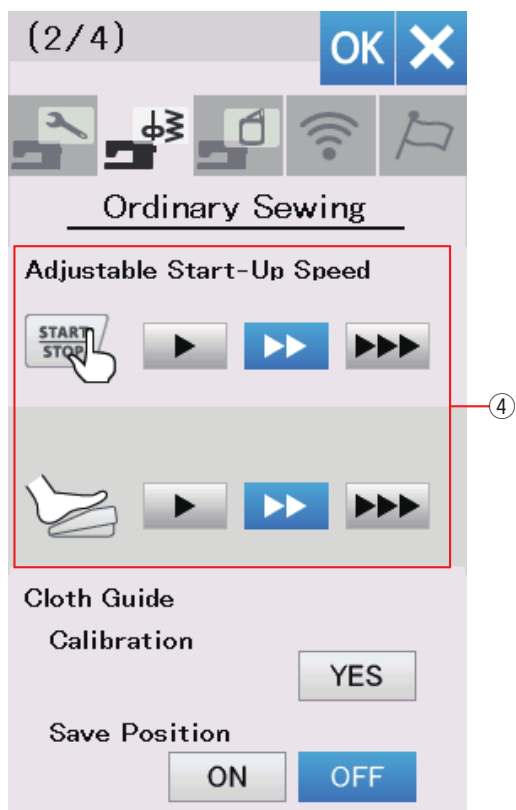 (2/4)
OK
Ordinary Sewing
Adjustable Start-Up Speed
START/
STOP
④
Cloth Guide
Calibration
YES
Save Position
ON OFF